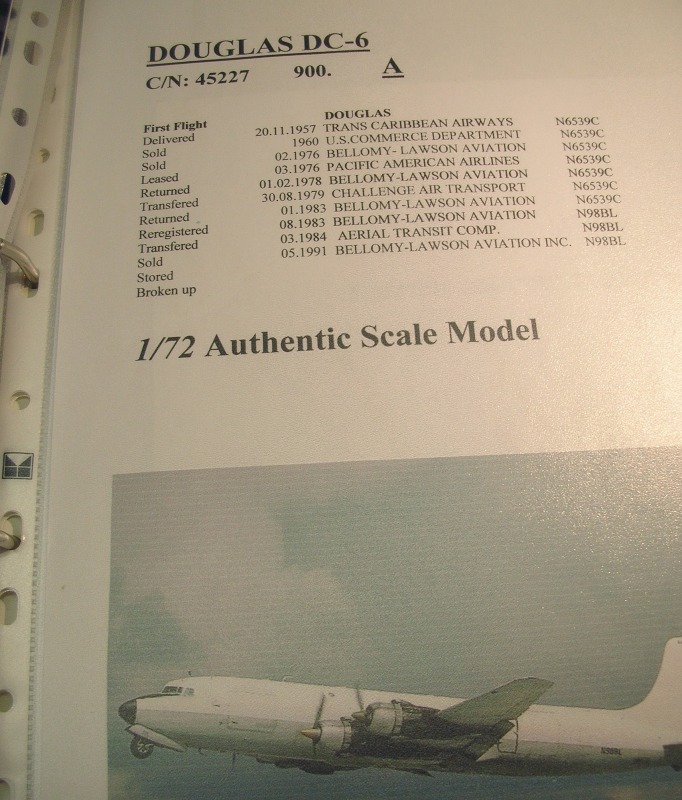 DOUGLAS DC-6
C/N: 45227 900. A
First Flight DOUGLAS
Delivered 20.11.1957 TRANS CARIBBEAN AIRWAYS N6539C
Sold 1960 U.S.COMMERCE DEPARTMENT N6539C
Sold 02.1976 BELLOMY-LAWSON AVIATION N6539C
Leased 03.1976 PACIFIC AMERICAN AIRLINES N6539C
Returned 01.02.1978 BELLOMY-LAWSON AVIATION N6539C
Transfered 30.08.1979 CHALLENGE AIR TRANSPORT N6539C
Returned 01.1983 BELLOMY-LAWSON AVIATION N6539C
Reregistered 08.1983 BELLOMY-LAWSON AVIATION N98BL
Transfered 03.1984 AERIAL TRANSIT COMP. N98BL
Sold 05.1991 BELLOMY-LAWSON AVIATION INC. N98BL
Stored
Broken up
1/72 Authentic Scale Model